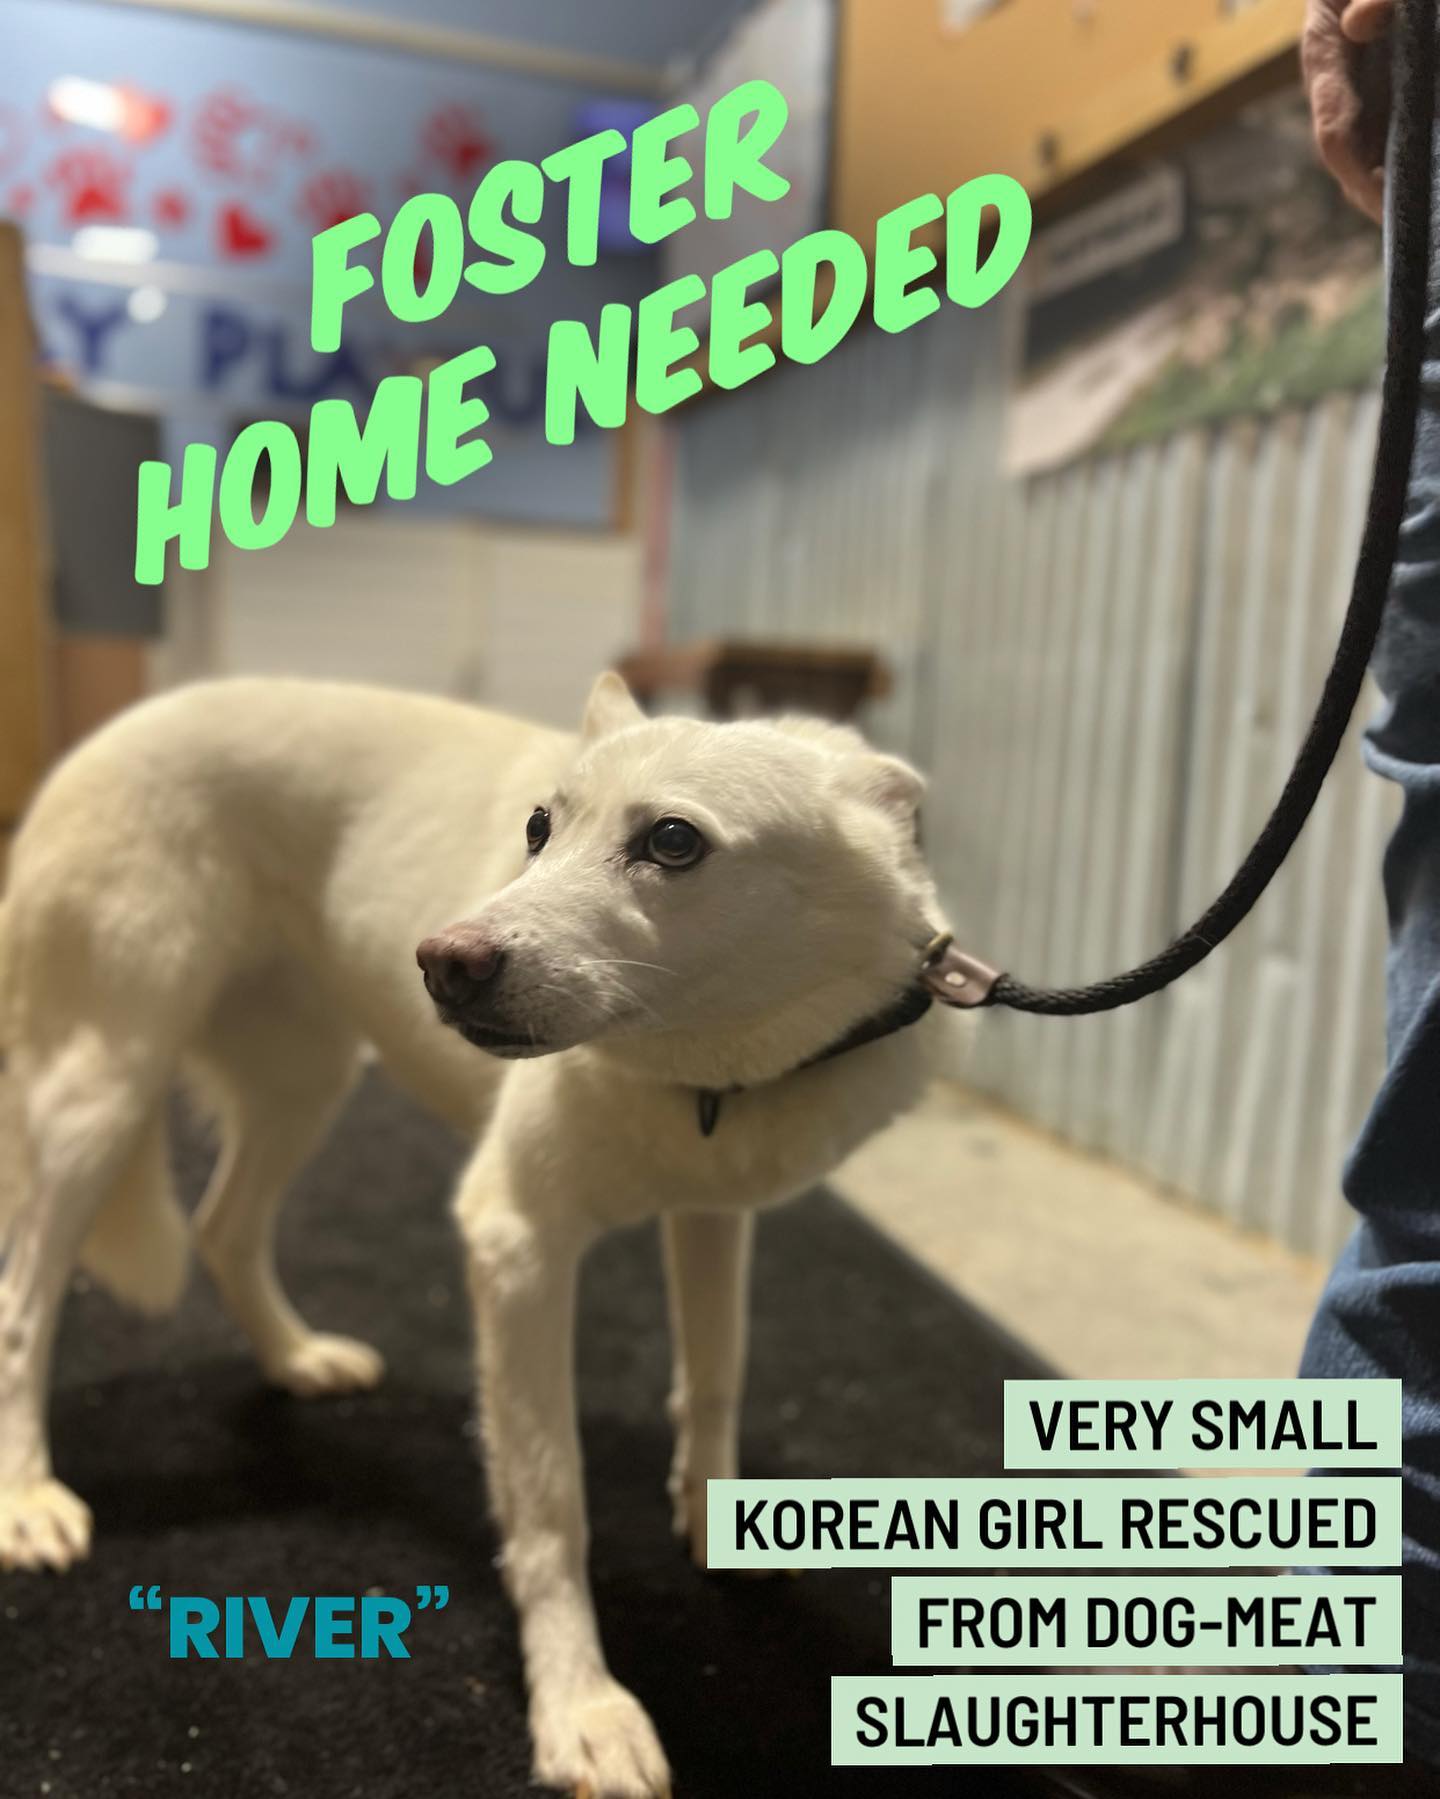 FOSTER
HOME NEEDED
"RIVER"
VERY SMALL
KOREAN GIRL RESCUED
FROM DOG-MEAT
SLAUGHTERHOUSE